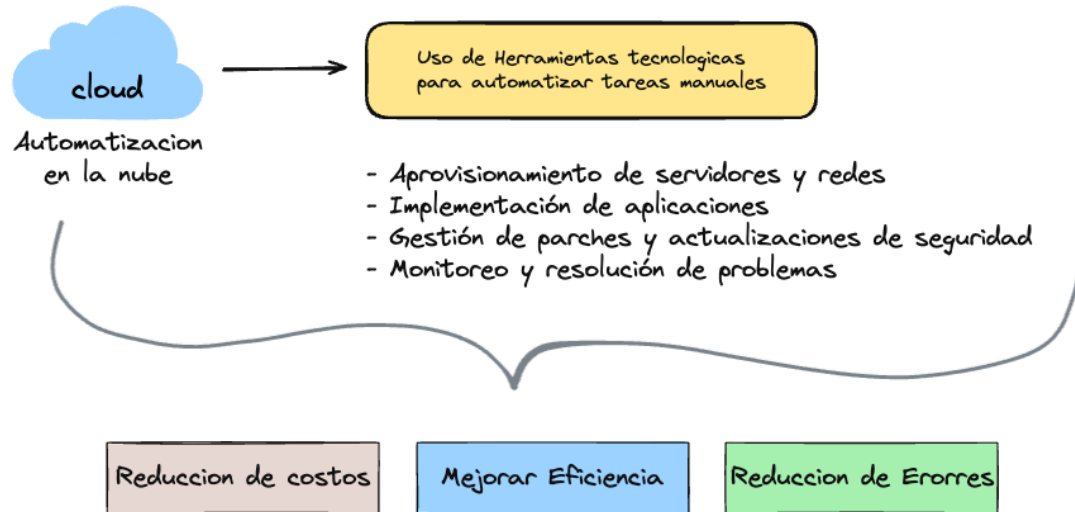 cloud
Automatizacion
en la nube
Uso de Herramientas tecnologicas
para automatizar tareas manuales
- Aprovisionamiento de servidores y redes
- Implementación de aplicaciones
- Gestión de parches y actualizaciones de seguridad
- Monitoreo y resolución de problemas
Reduccion de costos
Mejorar Eficiencia
Reduccion de Erorres